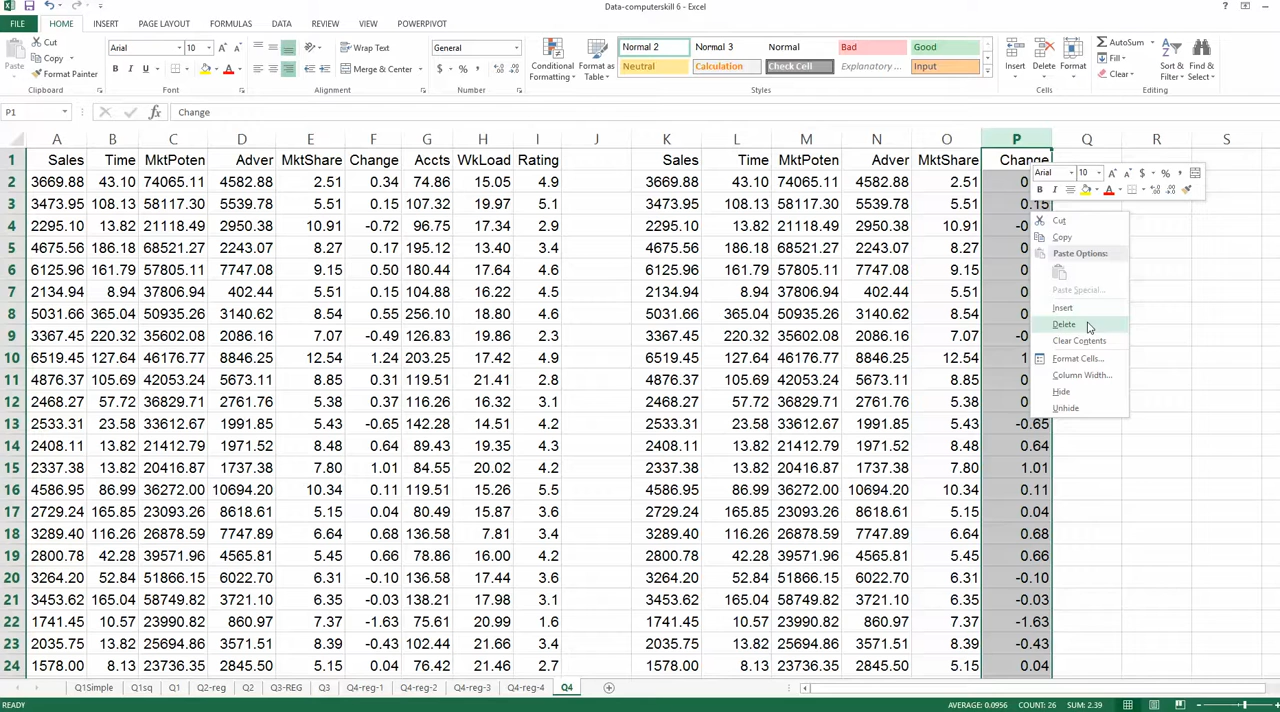 Data-computerskill 6 - Excel
FILE HOME INSERT PAGE LAYOUT FORMULAS DATA REVIEW VIEW POWERPIVOT
Paste Cut Copy Format Painter
Clipboard
Arial 10
B I U A
Font
Wrap Text
Merge & Center
Alignment
General
$ % ,
Number
Conditional Formatting Format as Table
Normal 2 Normal 3 Normal Bad Good
Neutral Calculation Check Cell Explanary ... Input
Styles
Insert Delete Format
Cells
AutoSum Fill Clear
Sort & Filter Find & Select
Editing
P1 fx Change
A B C D E F G H I J K L M N O P Q R S
1 Sales Time MktPoten Adver MktShare Change Accts WkLoad Rating Sales Time MktPoten Adver MktShare Change
2 3669.88 43.10 74065.11 4582.88 2.51 0.34 74.86 15.05 4.9 3669.88 43.10 74065.11 4582.88 2.51 0
3 3473.95 108.13 58117.30 5539.78 5.51 0.15 107.32 19.97 5.1 3473.95 108.13 58117.30 5539.78 5.51 0.15
4 2295.10 13.82 21118.49 2950.38 10.91 -0.72 96.75 17.34 2.9 2295.10 13.82 21118.49 2950.38 10.91 -0
5 4675.56 186.18 68521.27 2243.07 8.27 0.17 195.12 13.40 3.4 4675.56 186.18 68521.27 2243.07 8.27 0
6 6125.96 161.79 57805.11 7747.08 9.15 0.50 180.44 17.64 4.6 6125.96 161.79 57805.11 7747.08 9.15 0
7 2134.94 8.94 37806.94 402.44 5.51 0.15 104.88 16.22 4.5 2134.94 8.94 37806.94 402.44 5.51 0
8 5031.66 365.04 50935.26 3140.62 8.54 0.55 256.10 18.80 4.6 5031.66 365.04 50935.26 3140.62 8.54 0
9 3367.45 220.32 35602.08 2086.16 7.07 -0.49 126.83 19.86 2.3 3367.45 220.32 35602.08 2086.16 7.07 -0
10 6519.45 127.64 46176.77 8846.25 12.54 1.24 203.25 17.42 4.9 6519.45 127.64 46176.77 8846.25 12.54 1
11 4876.37 105.69 42053.24 5673.11 8.85 0.31 119.51 21.41 2.8 4876.37 105.69 42053.24 5673.11 8.85 0
12 2468.27 57.72 36829.71 2761.76 5.38 0.37 116.26 16.32 3.1 2468.27 57.72 36829.71 2761.76 5.38 0
13 2533.31 23.58 33612.67 1991.85 5.43 -0.65 142.28 14.51 4.2 2533.31 23.58 33612.67 1991.85 5.43 -0.65
14 2408.11 13.82 21412.79 1971.52 8.48 0.64 89.43 19.35 4.3 2408.11 13.82 21412.79 1971.52 8.48 0.64
15 2337.38 13.82 20416.87 1737.38 7.80 1.01 84.55 20.02 4.2 2337.38 13.82 20416.87 1737.38 7.80 1.01
16 4586.95 86.99 36272.00 10694.20 10.34 0.11 119.51 15.26 5.5 4586.95 86.99 36272.00 10694.20 10.34 0.11
17 2729.24 165.85 23093.26 8618.61 5.15 0.04 80.49 15.87 3.6 2729.24 165.85 23093.26 8618.61 5.15 0.04
18 3289.40 116.26 26878.59 7747.89 6.64 0.68 136.58 7.81 3.4 3289.40 116.26 26878.59 7747.89 6.64 0.68
19 2800.78 42.28 39571.96 4565.81 5.45 0.66 78.86 16.00 4.2 2800.78 42.28 39571.96 4565.81 5.45 0.66
20 3264.20 52.84 51866.15 6022.70 6.31 -0.10 136.58 17.44 3.6 3264.20 52.84 51866.15 6022.70 6.31 -0.10
21 3453.62 165.04 58749.82 3721.10 6.35 -0.03 138.21 17.98 3.1 3453.62 165.04 58749.82 3721.10 6.35 -0.03
22 1741.45 10.57 23990.82 860.97 7.37 -1.63 75.61 20.99 1.6 1741.45 10.57 23990.82 860.97 7.37 -1.63
23 2035.75 13.82 25694.86 3571.51 8.39 -0.43 102.44 21.66 3.4 2035.75 13.82 25694.86 3571.51 8.39 -0.43
24 1578.00 8.13 23736.35 2845.50 5.15 0.04 76.42 21.46 2.7 1578.00 8.13 23736.35 2845.50 5.15 0.04
Arial 10 A A $ % ,
B I A
Cut
Copy
Paste Options:
Paste Special...
Insert
Delete
Clear Contents
Format Cells...
Column Width...
Hide
Unhide
Q1Simple Q1sq Q1 Q2-reg Q2 Q3-REG Q3 Q4-reg-1 Q4-reg-2 Q4-reg-3 Q4-reg-4 Q4
READY AVERAGE: 0.0956 COUNT: 26 SUM: 2.39